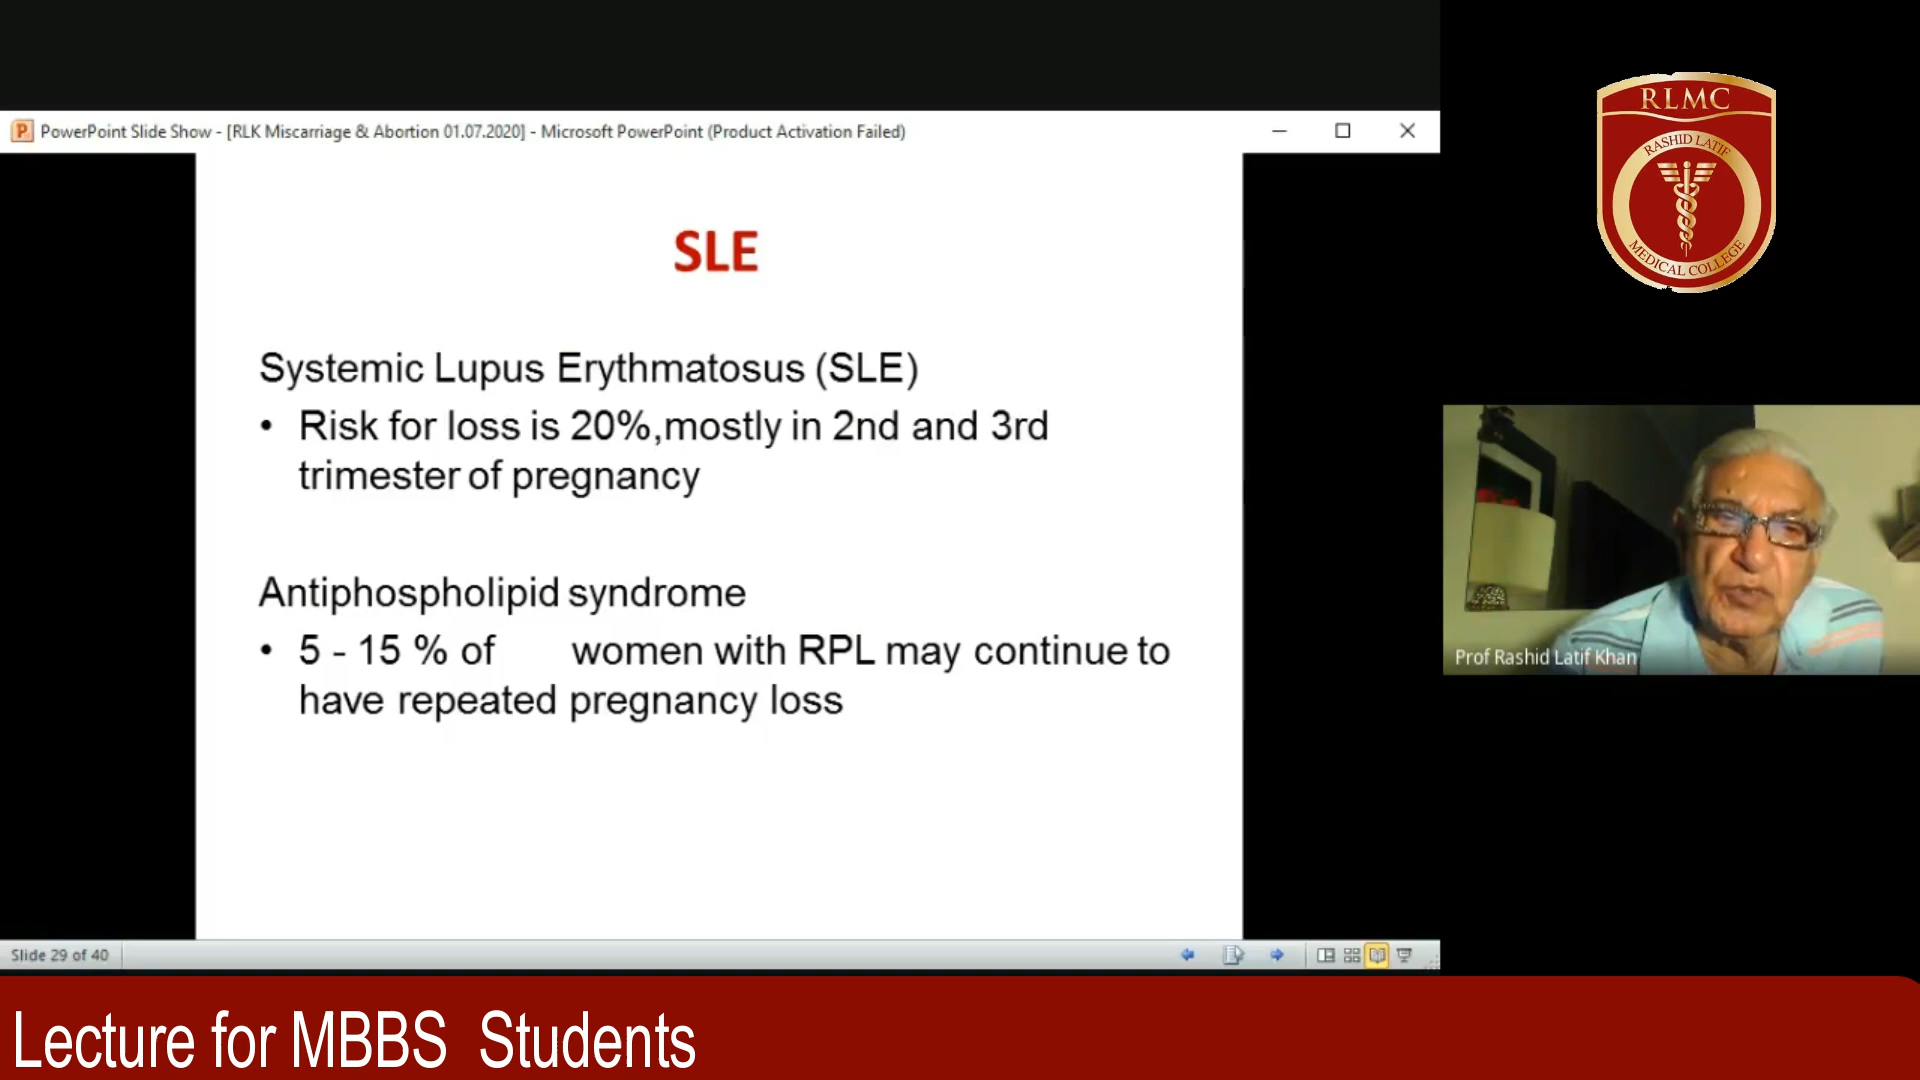 PowerPoint Slide Show - [RLK Miscarriage & Abortion 01.07.2020] - Microsoft PowerPoint (Product Activation Failed)
SLE
Systemic Lupus Erythmatosus (SLE)
• Risk for loss is 20%,mostly in 2nd and 3rd
trimester of pregnancy
Antiphospholipid syndrome
• 5 - 15 % of women with RPL may continue to
have repeated pregnancy loss
Slide 29 of 40
RLMC
RASHID LATIF
MEDICAL COLLEGE
Prof Rashid Latif Khan
Lecture for MBBS Students